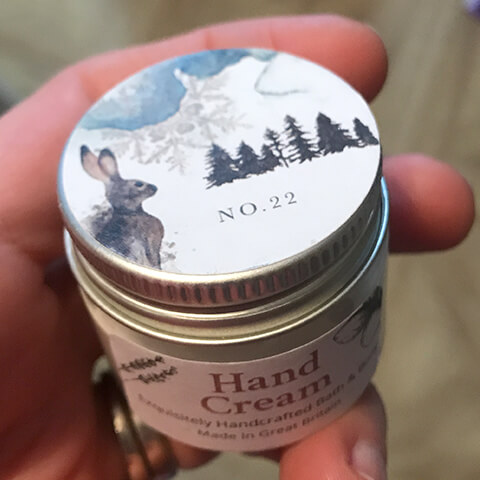 NO.22
Hand
Cream
Exquisitely Handcrafted Bath &
Made in Great Britain